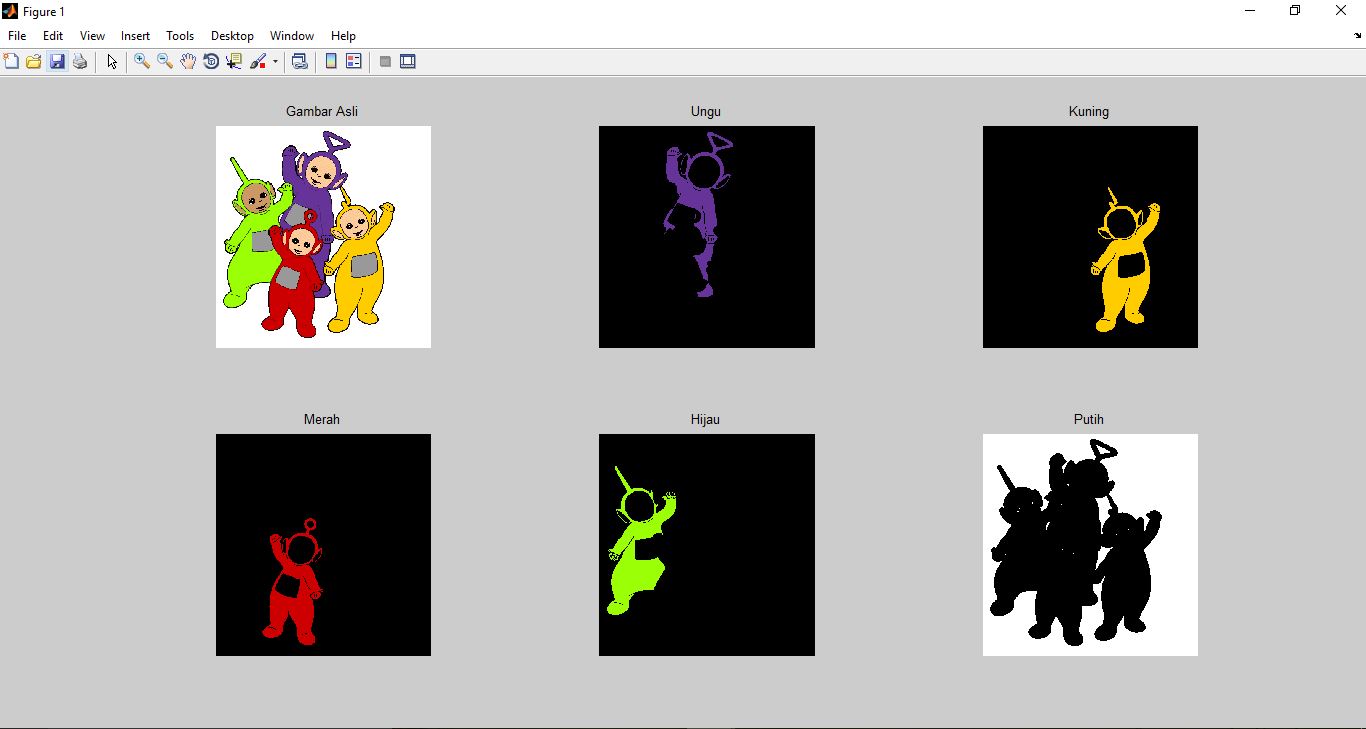 Figure 1
File Edit View Insert Tools Desktop Window Help
Gambar Asli
Ungu
Kuning
Merah
Hijau
Putih